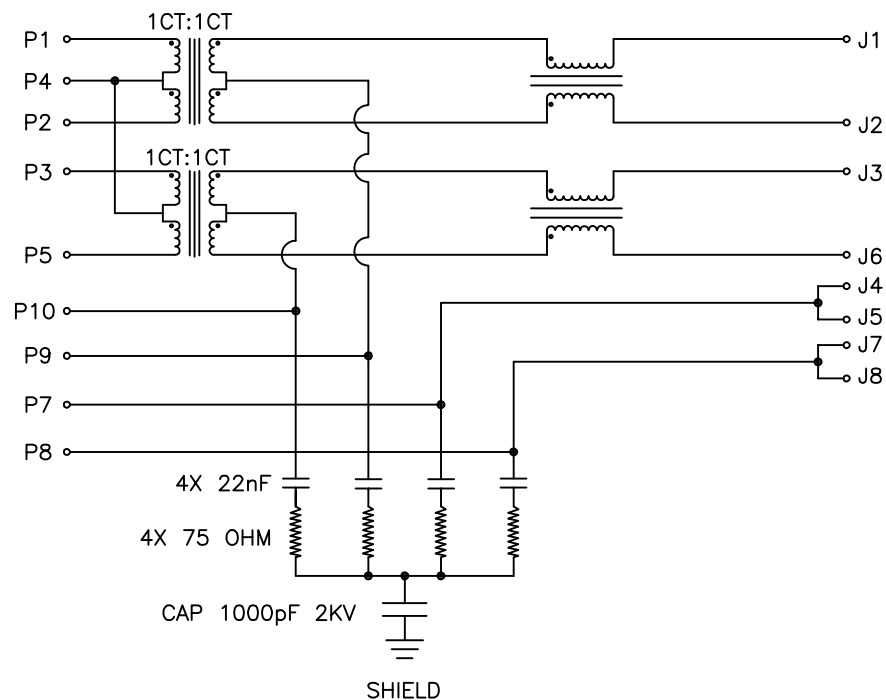 1CT:1CT
P1
J1
P4
P2
J2
1CT:1CT
P3
J3
P5
J6
J4
P10
J5
J7
P9
J8
P7
P8
4X 22nF
4X 75 OHM
CAP 1000pF 2KV
SHIELD